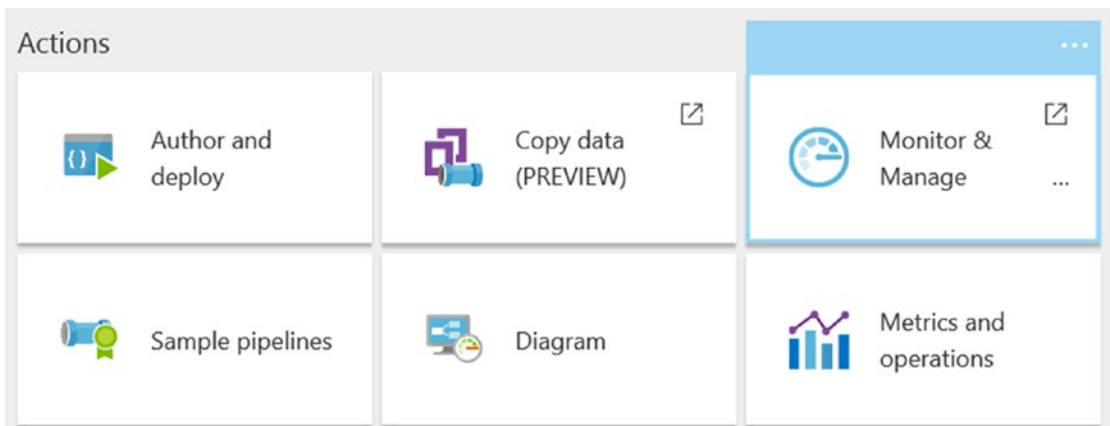 Actions
...
Author and
deploy
{ }
Copy data
(PREVIEW)
Monitor &
Manage
...
Sample pipelines
Diagram
Metrics and
operations